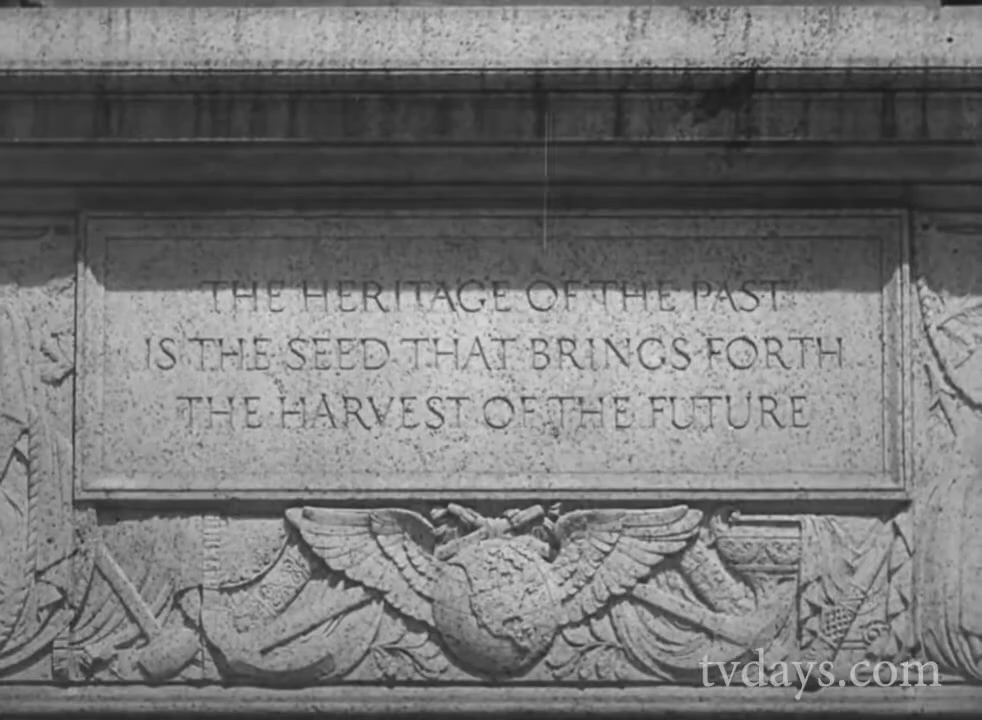 THE HERITAGE OF THE PAST
IS THE SEED THAT BRINGS FORTH
THE HARVEST OF THE FUTURE
tvdays.com